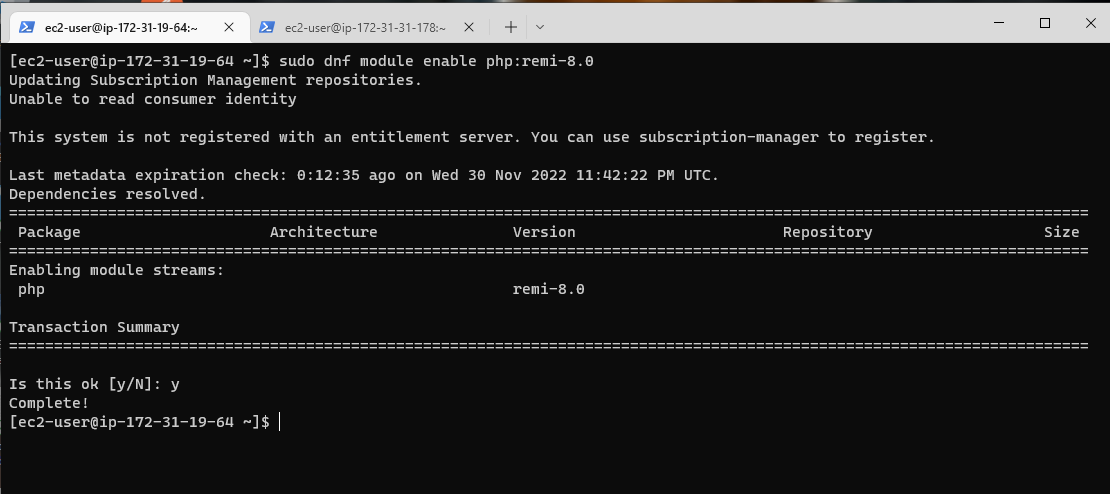 ec2-user@ip-172-31-19-64:~ ec2-user@ip-172-31-31-178:~
[ec2-user@ip-172-31-19-64 ~]$ sudo dnf module enable php:remi-8.0
Updating Subscription Management repositories.
Unable to read consumer identity
This system is not registered with an entitlement server. You can use subscription-manager to register.
Last metadata expiration check: 0:12:35 ago on Wed 30 Nov 2022 11:42:22 PM UTC.
Dependencies resolved.
========================================================================================================================
Package Architecture Version Repository Size
========================================================================================================================
Enabling module streams:
php remi-8.0
Transaction Summary
========================================================================================================================
Is this ok [y/N]: y
Complete!
[ec2-user@ip-172-31-19-64 ~]$